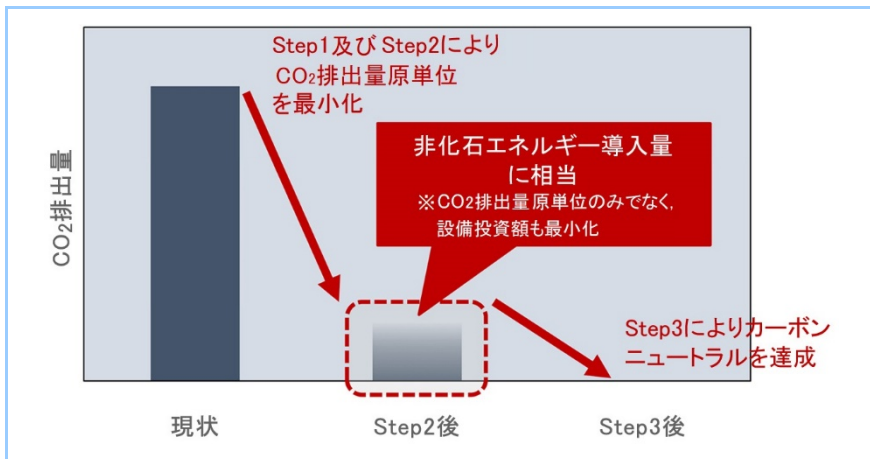 Step1及びStep2により
CO₂排出量原単位
を最小化
非化石エネルギー導入量
に相当
※CO2排出量原単位のみでなく,
設備投資額も最小化
CO₂排出量
Step3によりカーボン
ニュートラルを達成
現状
Step2後
Step3後